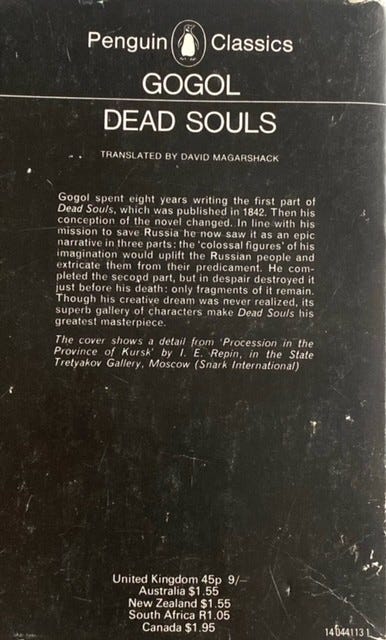 Penguin Classics
GOGOL
DEAD SOULS
TRANSLATED BY DAVID MAGARSHACK
Gogol spent eight years writing the first part of
Dead Souls, which was published in 1842. Then his
conception of the novel changed. In line with his
mission to save Russia he now saw it as an epic
narrative in three parts: the 'colossal figures' of his
imagination would uplift the Russian people and
extricate them from their predicament. He com-
pleted the second part, but in despair destroyed it
just before his death: only fragments of it remain.
Though his creative dream was never realized, its
superb gallery of characters make Dead Souls his
greatest masterpiece.
The cover shows a detail from 'Procession in the
Province of Kursk' by I. E. Repin, in the State
Tretyakov Gallery, Moscow (Snark International)
United Kingdom 45p 9/-
Australia $1.55
New Zealand $1.55
South Africa R1.05
Canada $1.95
14 044113 1